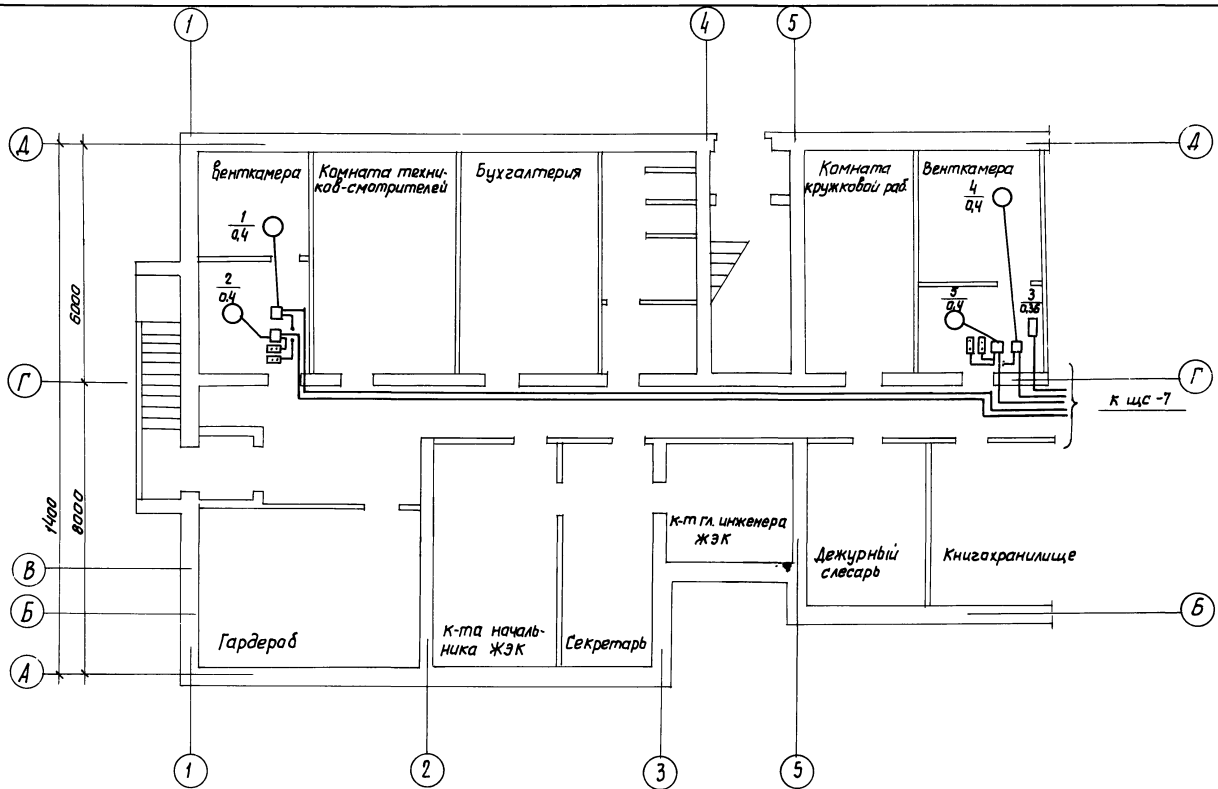 1
4
5
Д
Д
Венткамера
Комната техни-
ков-смотрителей
Бухгалтерия
Комната
кружковой раб.
Венткамера
1
0,4
4
0,4
2
0.4
5
0,4
3
0,36
6000
Г
Г
к щс-7
1400
8000
К-т гл. инженера
ЖЭК
Дежурный
слесарь
Книгохранилище
В
Б
Б
Гардероб
К-та началь-
ника ЖЭК
Секретарь
А
1
2
3
5